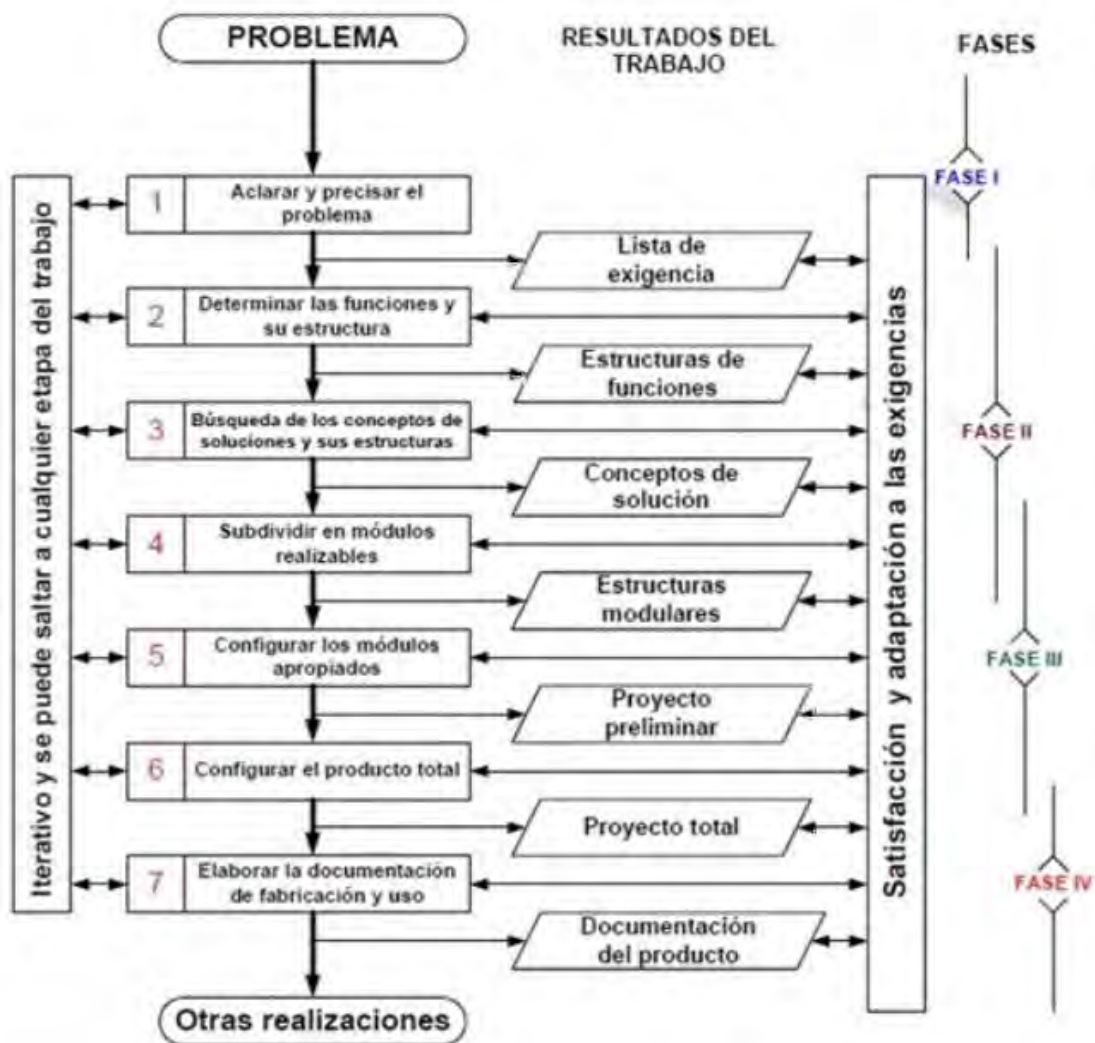 PROBLEMA
RESULTADOS DEL
TRABAJO
FASES
Iterativo y se puede saltar a cualquier etapa del trabajo
1
Aclarar y precisar el
problema
Lista de
exigencia
2
Determinar las funciones y
su estructura
Estructuras de
funciones
3
Búsqueda de los conceptos de
soluciones y sus estructuras
Conceptos de
solución
4
Subdividir en módulos
realizables
Estructuras
modulares
5
Configurar los módulos
apropiados
Proyecto
preliminar
6
Configurar el producto total
Proyecto total
7
Elaborar la documentación
de fabricación y uso
Documentación
del producto
Otras realizaciones
Satisfacción y adaptación a las exigencias
FASE I
FASE II
FASE III
FASE IV